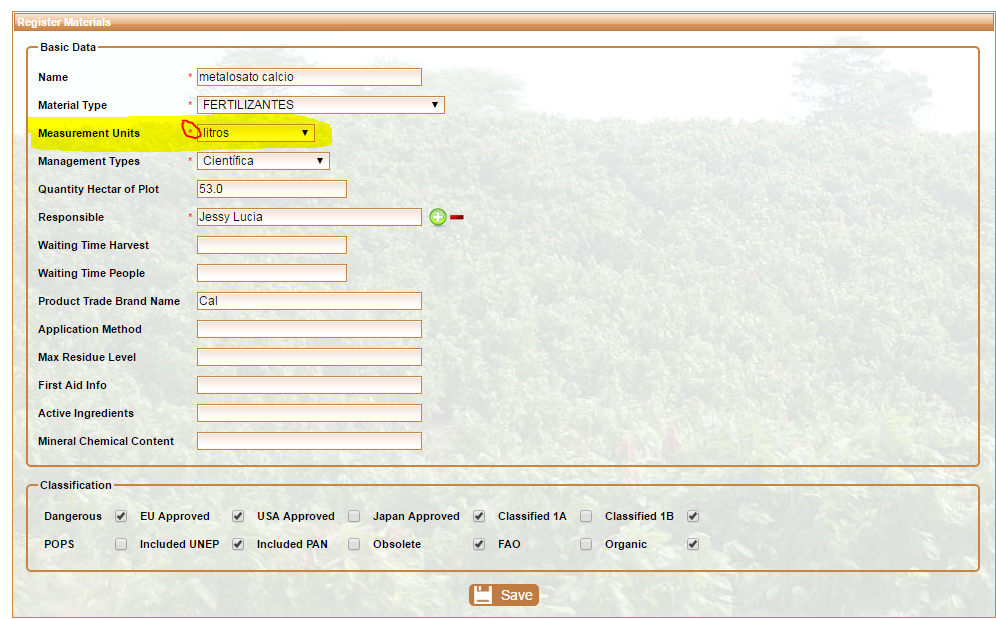 Register Materials
Basic Data
Name * metalosato calcio
Material Type * FERTILIZANTES
Measurement Units * litros
Management Types * Científica
Quantity Hectar of Plot 53.0
Responsible * Jessy Lucia
Waiting Time Harvest
Waiting Time People
Product Trade Brand Name Cal
Application Method
Max Residue Level
First Aid Info
Active Ingredients
Mineral Chemical Content
Classification
Dangerous EU Approved USA Approved Japan Approved Classified 1A Classified 1B
POPS Included UNEP Included PAN Obsolete FAO Organic
Save